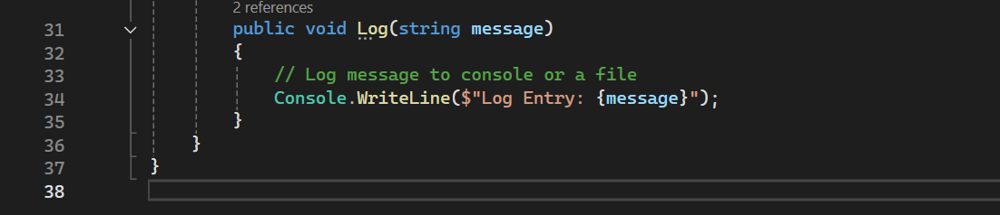 2 references
31 public void Log(string message)
32 {
33 // Log message to console or a file
34 Console.WriteLine($"Log Entry: {message}");
35 }
36 }
37 }
38